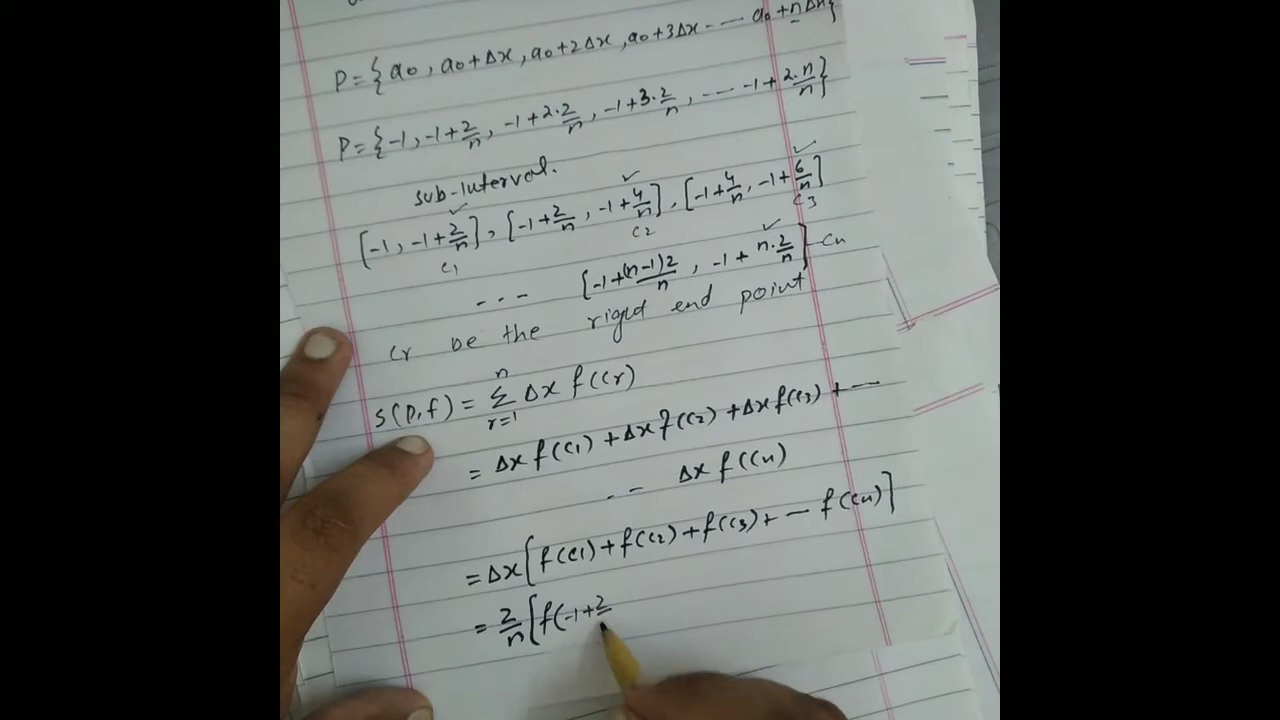 P={a₀, a₀+Δx, a₀+2Δx, a₀+3Δx - --- a₀+nΔx}
P={-1, -1+2/n, -1+2·2/n, -1+3·2/n, --- -1+2·n/n}
sub-interval.
[-1, -1+2/n], [-1+2/n, -1+4/n], [-1+4/n, -1+6/n]
c₁ c₂ c₃
--- [-1+(n-1)2/n, -1+n·2/n] cn
cr be the right end point
S(P,f) = Σ_{r=1}^{n} Δx f(cr)
= Δx f(c₁) + Δx f(c₂) + Δx f(c₃) + ---
-- Δx f(cn)
= Δx[f(c₁)+f(c₂)+f(c₃)+ -- f(cn)]
= 2/n [f(-1+2